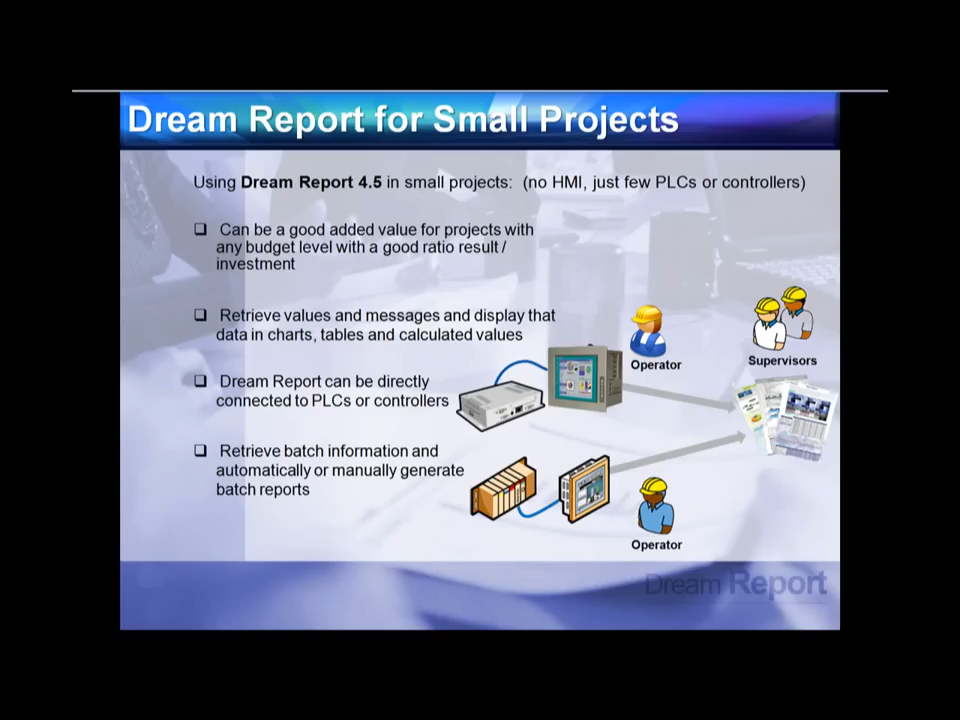 Dream Report for Small Projects
Using Dream Report 4.5 in small projects: (no HMI, just few PLCs or controllers)
❑ Can be a good added value for projects with
any budget level with a good ratio result /
investment
❑ Retrieve values and messages and display that
data in charts, tables and calculated values
❑ Dream Report can be directly
connected to PLCs or controllers
❑ Retrieve batch information and
automatically or manually generate
batch reports
Operator
Supervisors
Operator
Dream Report